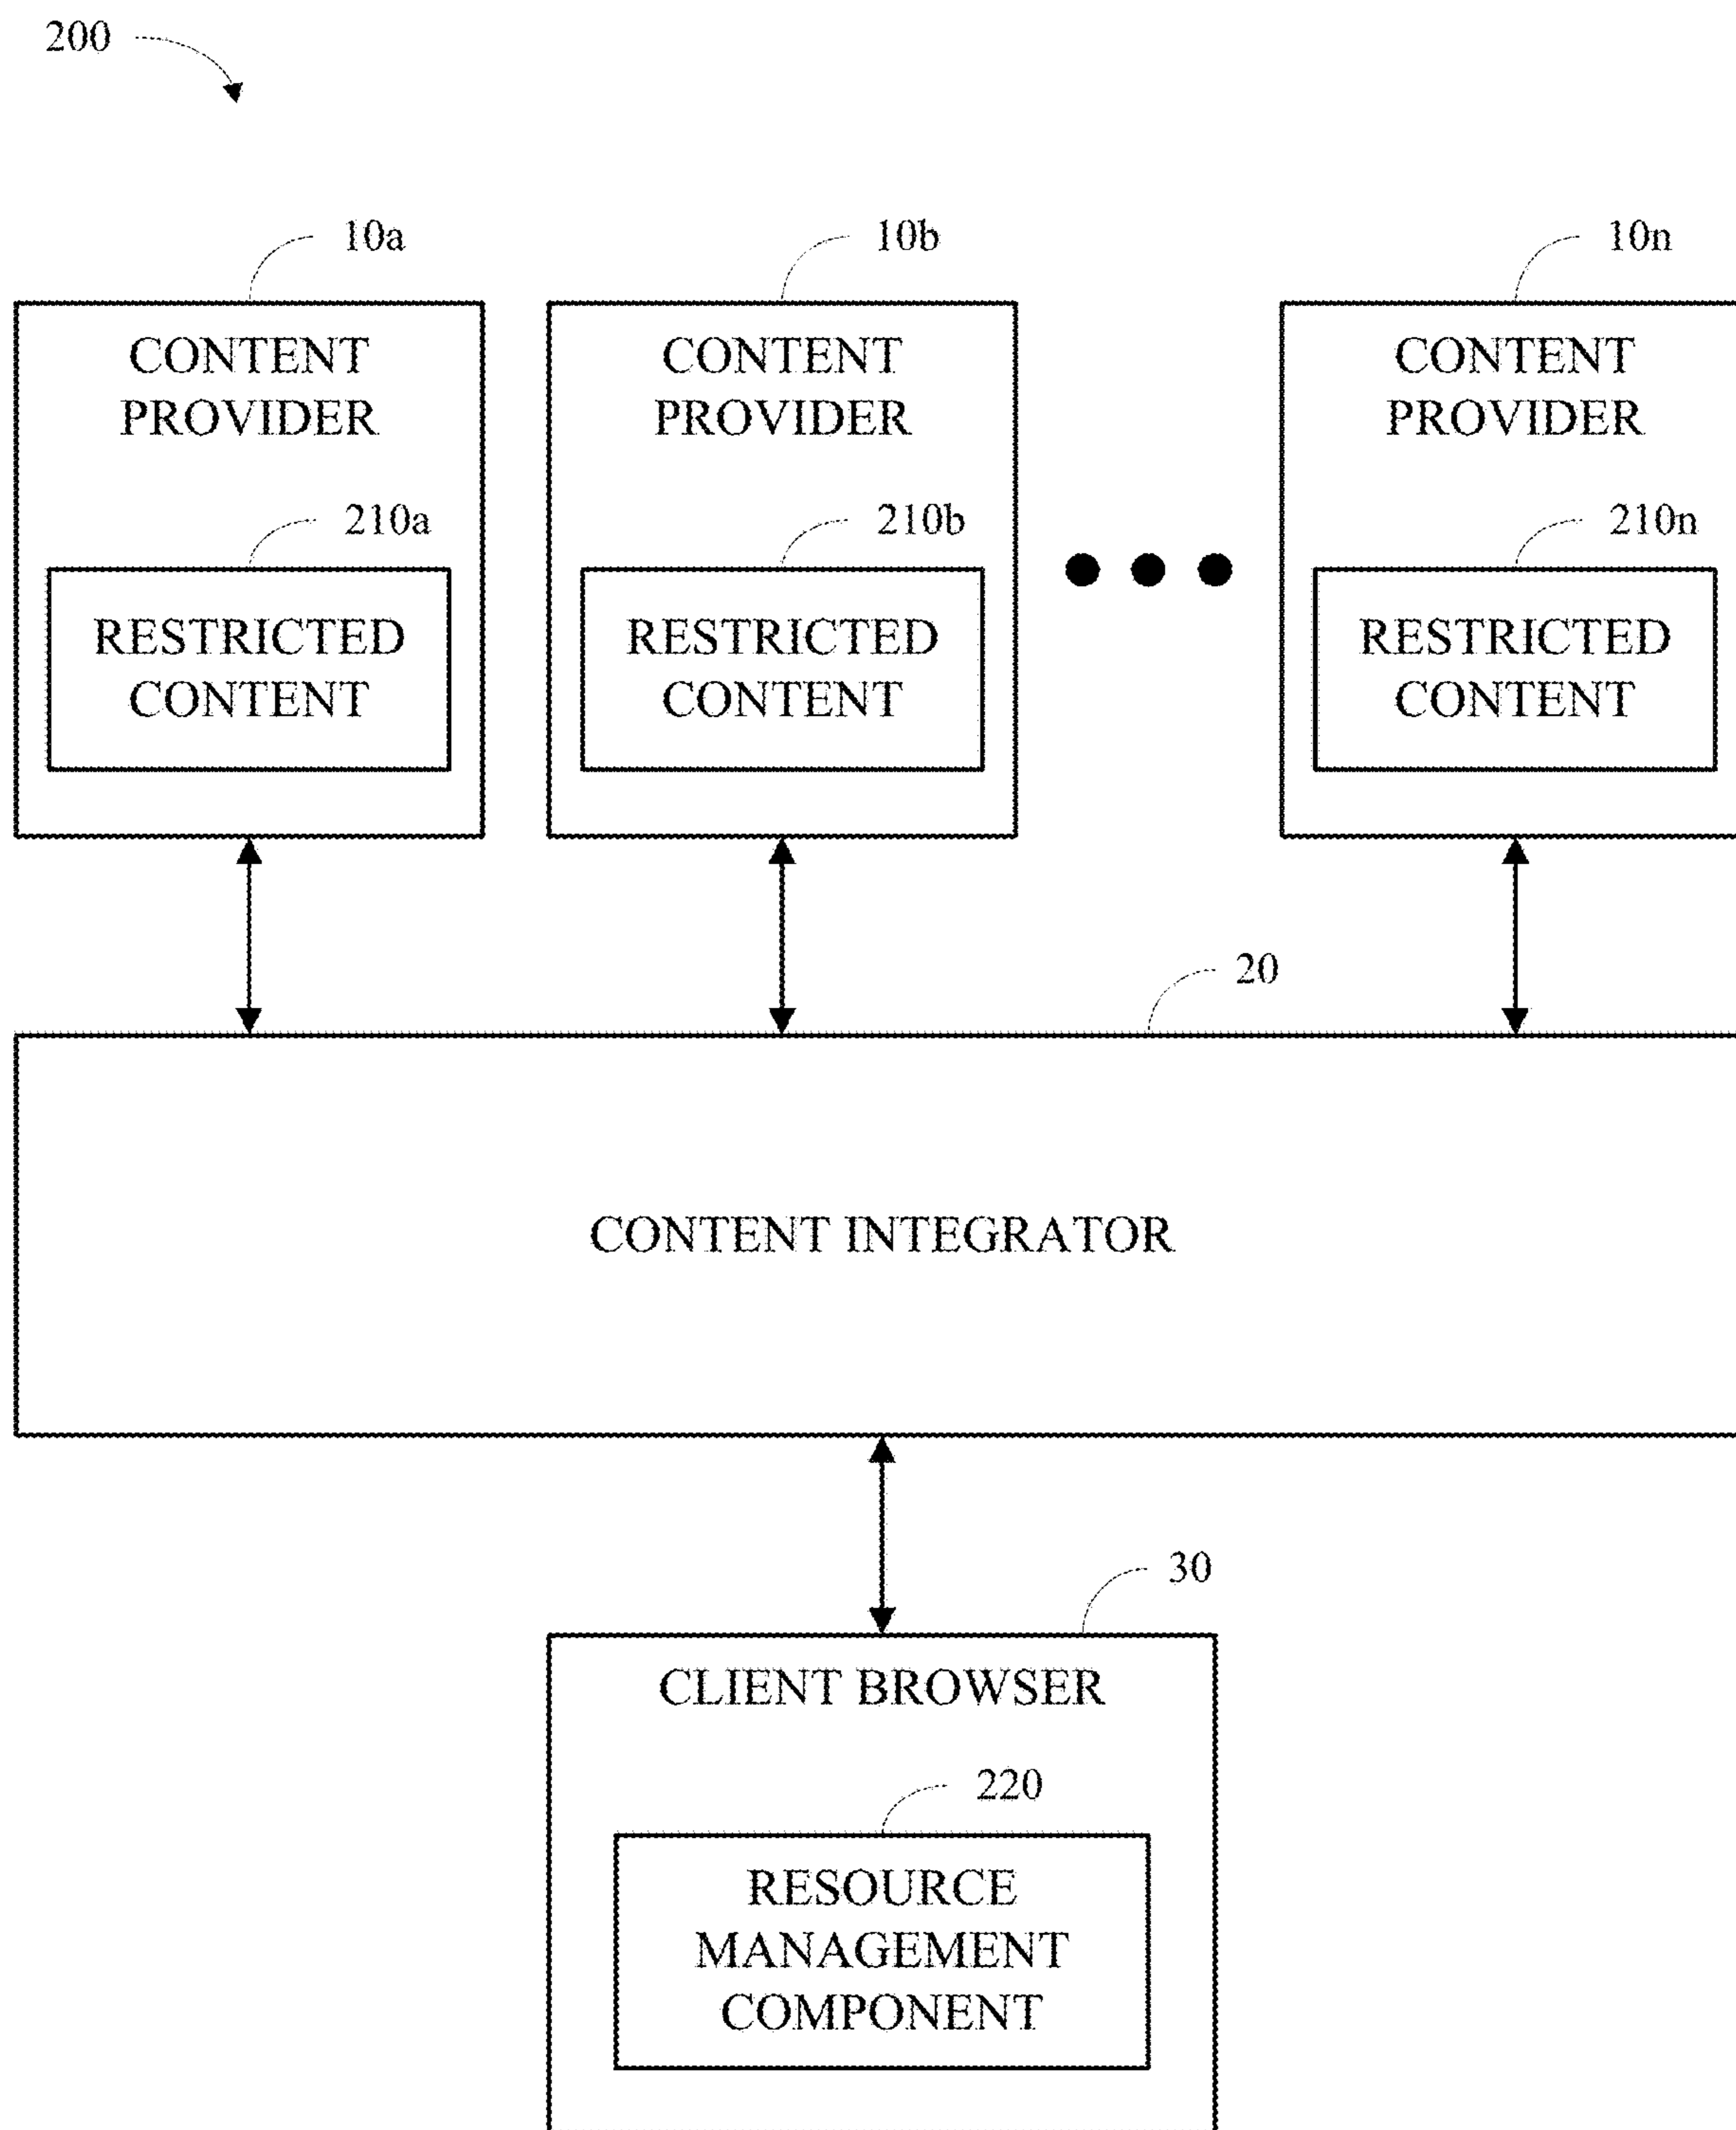 200
10a
10b
10n
CONTENT
PROVIDER
CONTENT
PROVIDER
CONTENT
PROVIDER
210a
210b
210n
RESTRICTED
CONTENT
RESTRICTED
CONTENT
RESTRICTED
CONTENT
20
CONTENT INTEGRATOR
30
CLIENT BROWSER
220
RESOURCE
MANAGEMENT
COMPONENT